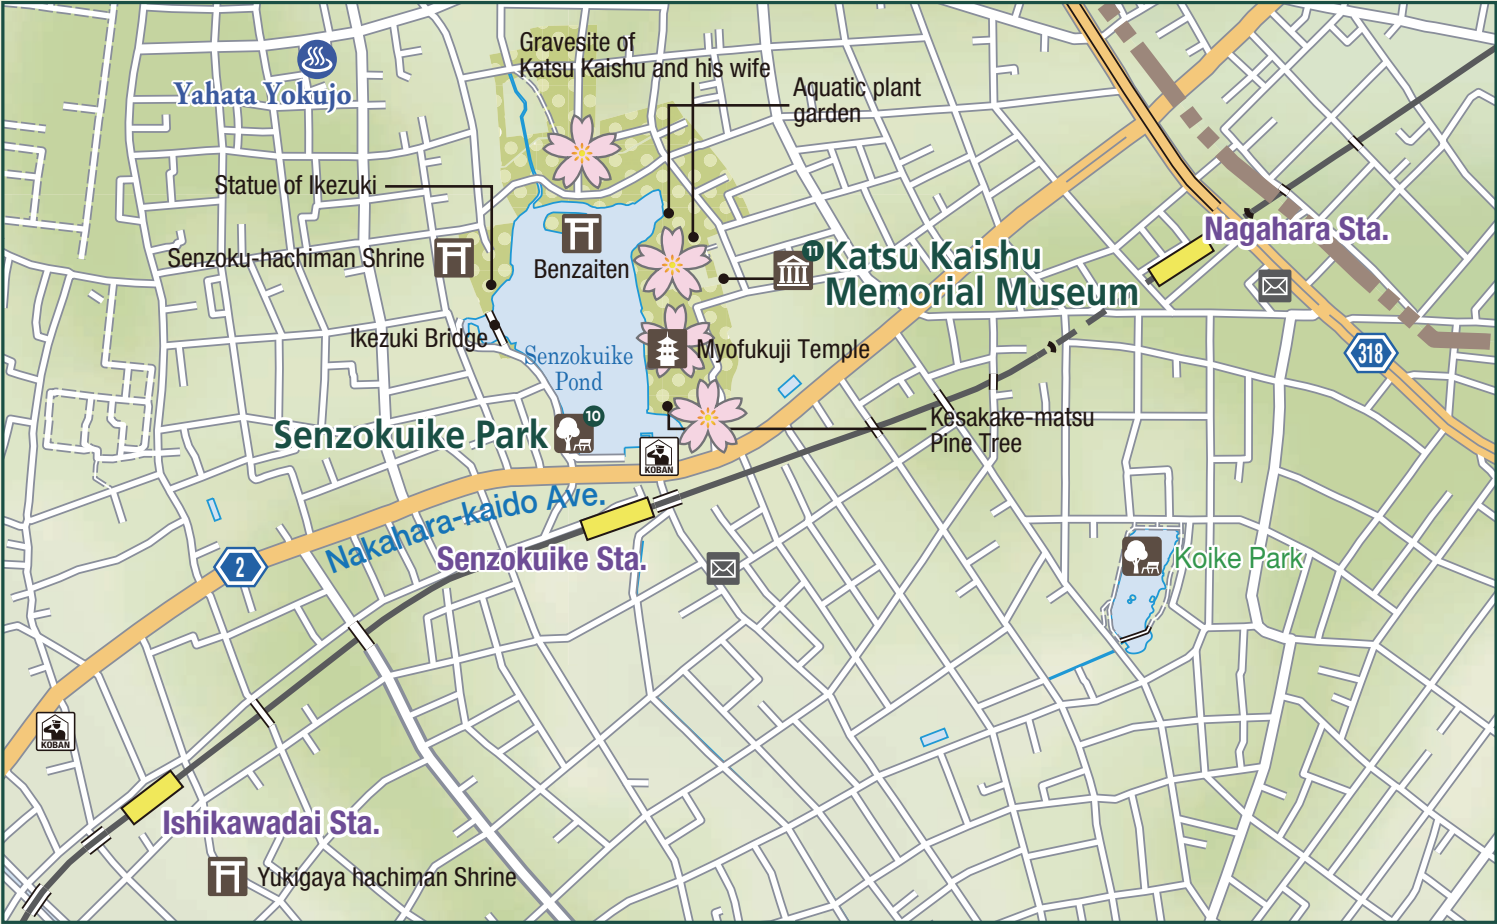 Gravesite of
Katsu Kaishu and his wife
Yahata Yokujo
Aquatic plant
garden
Statue of Ikezuki
Nagahara Sta.
Senzoku-hachiman Shrine
Benzaiten
11
Katsu Kaishu
Memorial Museum
Ikezuki Bridge
Senzokuike
Pond
Myofukuji Temple
318
10
Senzokuike Park
Kesakake-matsu
Pine Tree
KOBAN
Nakahara-kaido Ave.
Senzokuike Sta.
2
Koike Park
KOBAN
Ishikawadai Sta.
Yukigaya hachiman Shrine